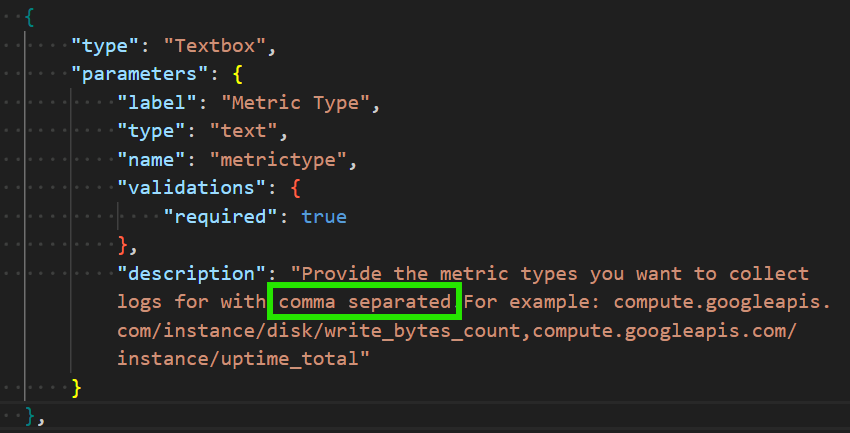 {
"type": "Textbox",
"parameters": {
"label": "Metric Type",
"type": "text",
"name": "metrictype",
"validations": {
"required": true
},
"description": "Provide the metric types you want to collect
logs for with comma separated.For example: compute.googleapis.
com/instance/disk/write_bytes_count,compute.googleapis.com/
instance/uptime_total"
}
},